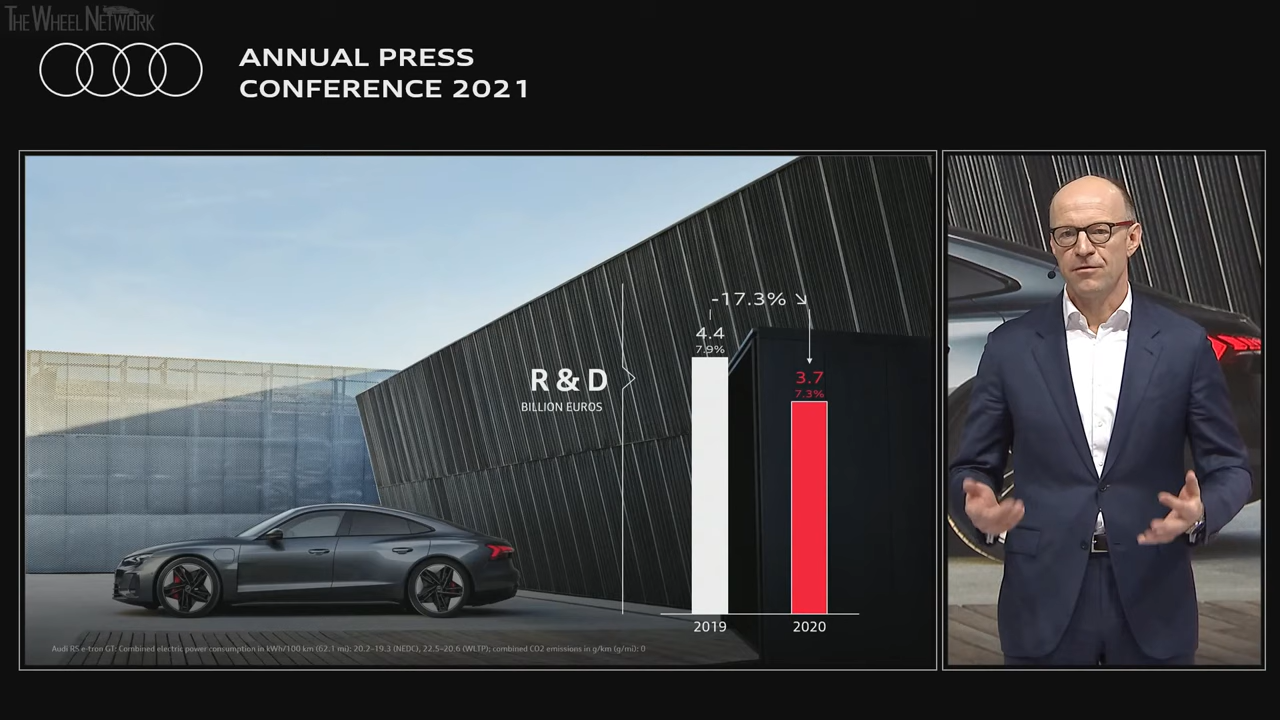 THE WHEEL NETWORK
ANNUAL PRESS
CONFERENCE 2021
-17.3%
4.4
7.9%
3.7
7.3%
R & D
BILLION EUROS
2019
2020
Audi RS e-tron GT: Combined electric power consumption in kWh/100 km (62.1 mi): 20.2–19.3 (NEDC), 22.5–20.6 (WLTP); combined CO2 emissions in g/km (g/mi): 0